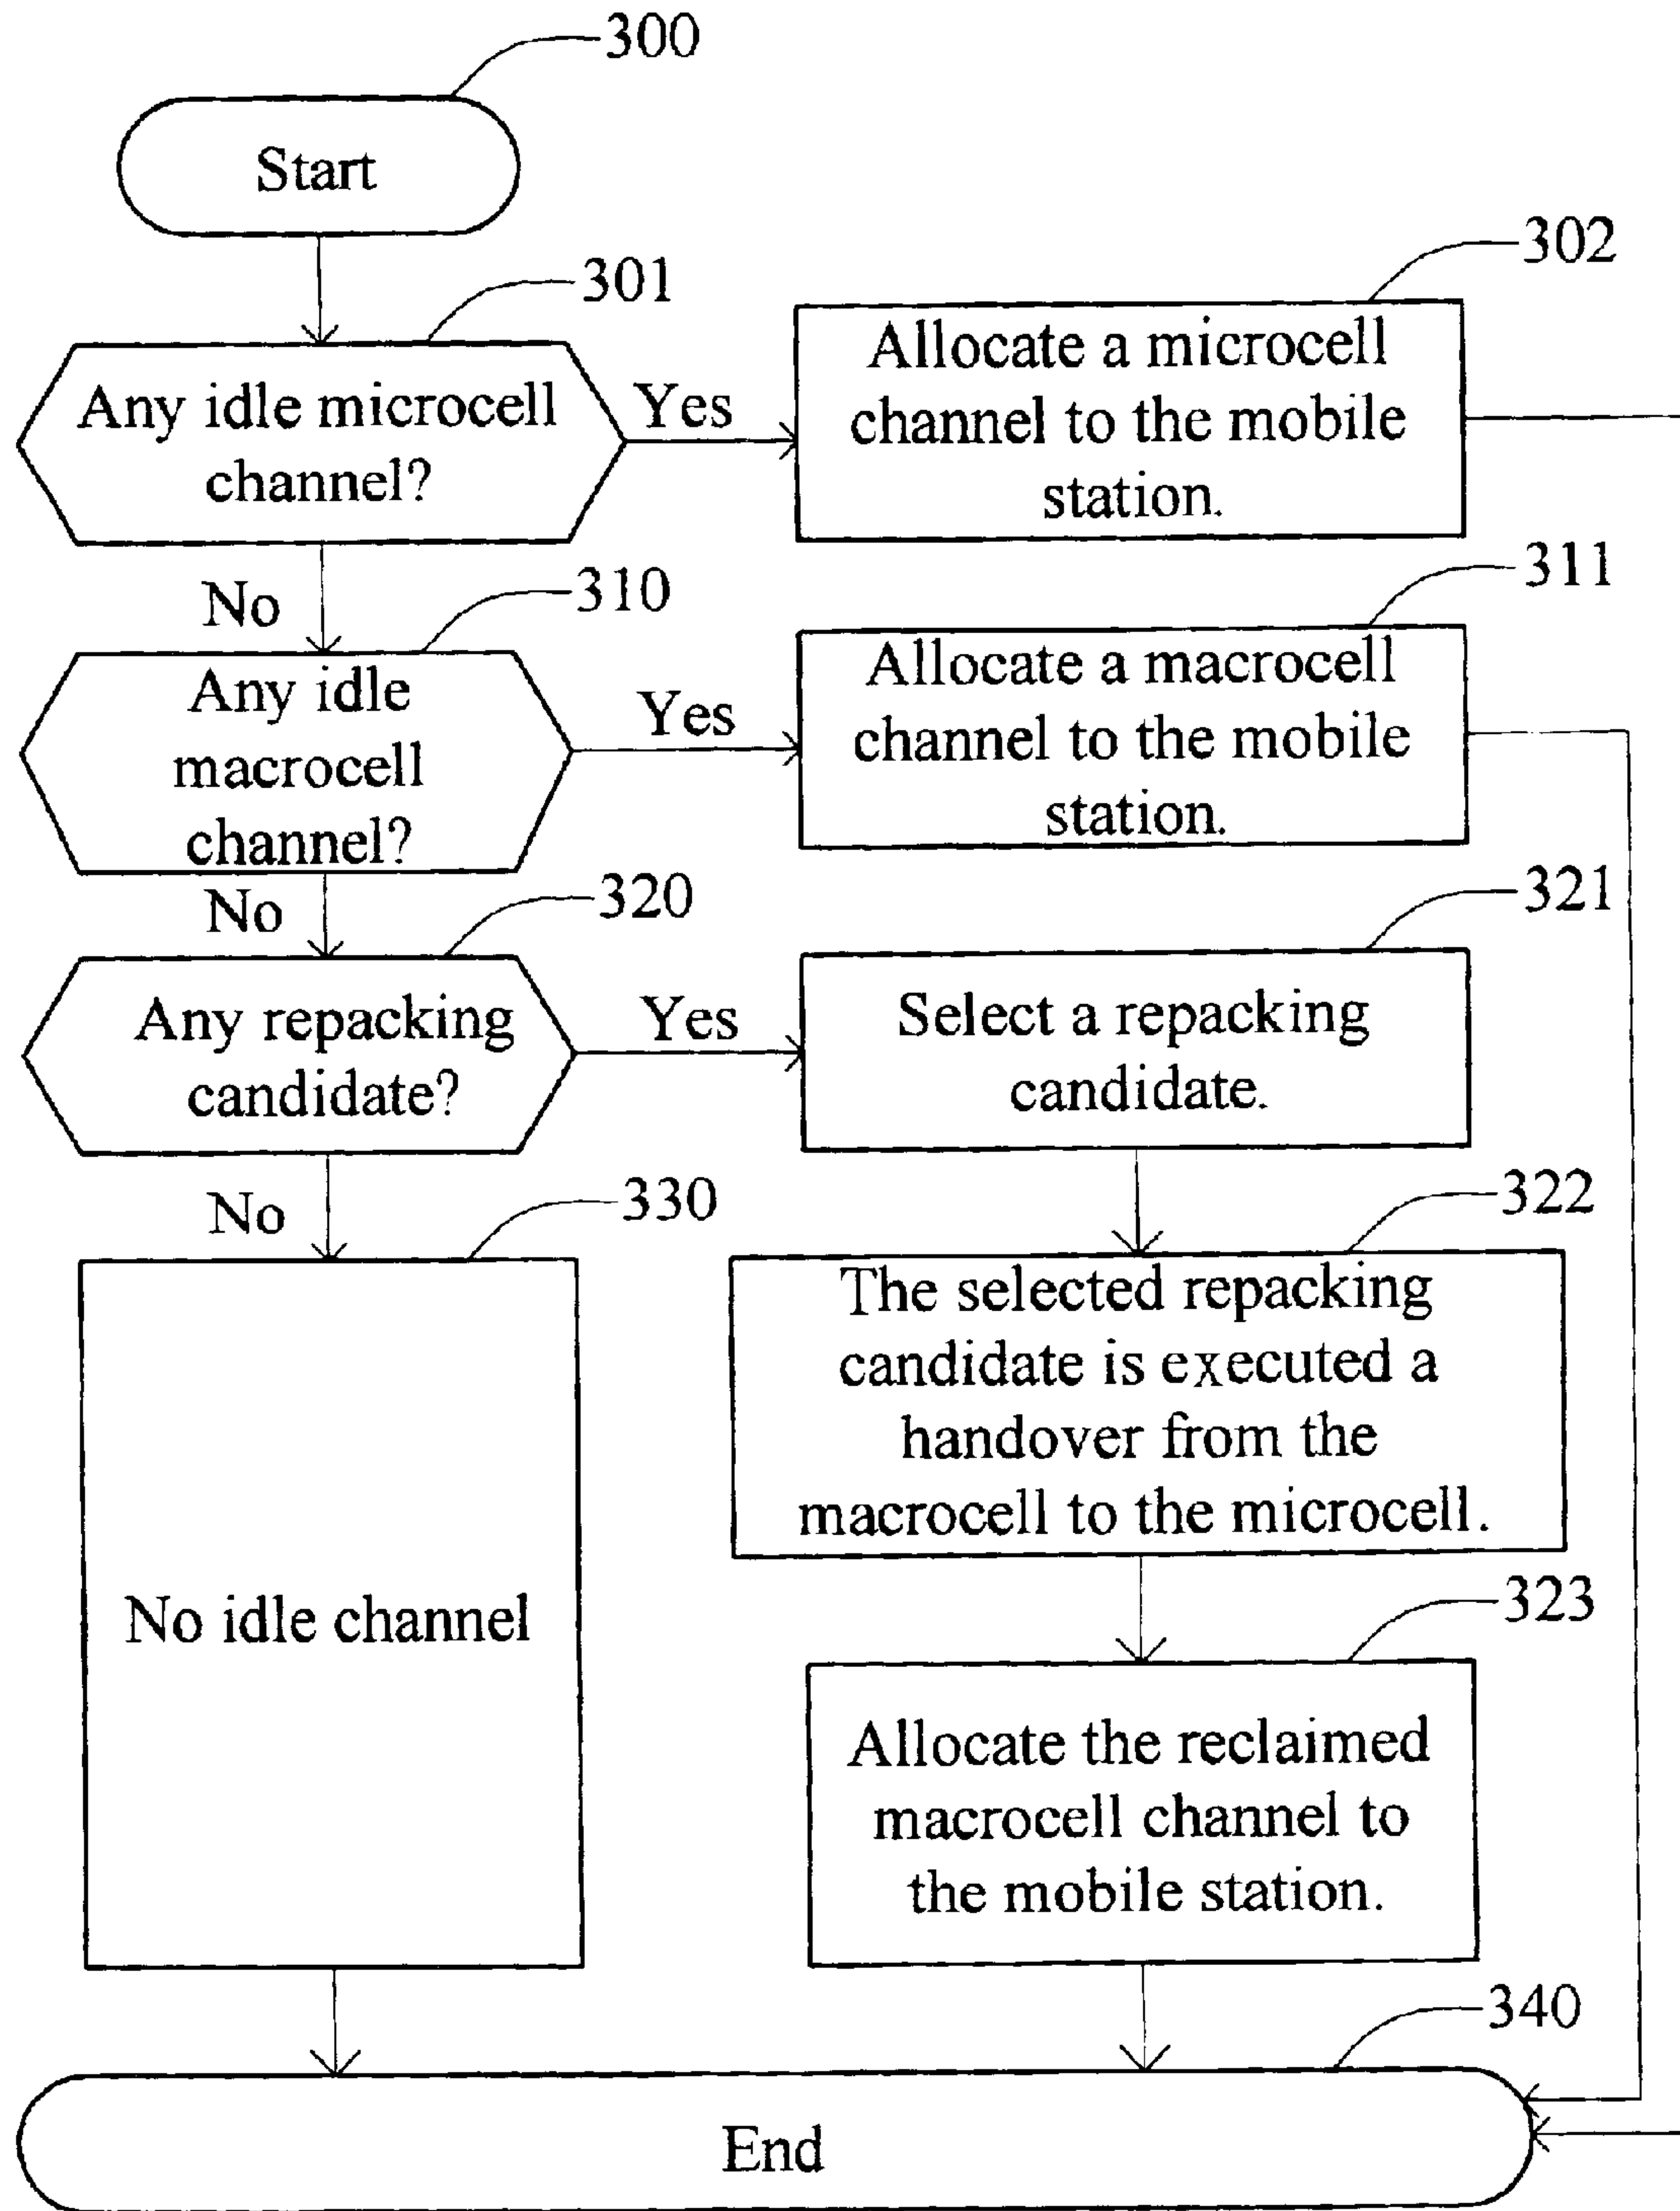 300
Start
301
Any idle microcell
channel?
Yes
302
Allocate a microcell
channel to the mobile
station.
No
310
Any idle
macrocell
channel?
Yes
311
Allocate a macrocell
channel to the mobile
station.
No
320
Any repacking
candidate?
Yes
321
Select a repacking
candidate.
No
330
No idle channel
322
The selected repacking
candidate is executed a
handover from the
macrocell to the microcell.
323
Allocate the reclaimed
macrocell channel to
the mobile station.
340
End